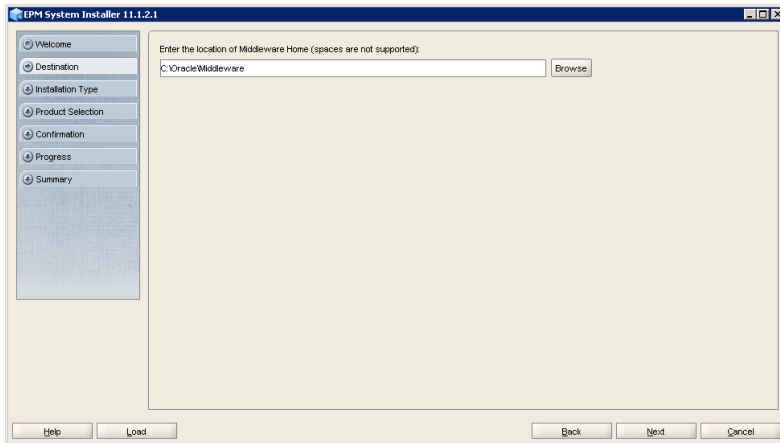 EPM System Installer 11.1.2.1
Welcome
Destination
Installation Type
Product Selection
Confirmation
Progress
Summary
Enter the location of Middleware Home (spaces are not supported):
C:\Oracle\Middleware
Browse
Help
Load
Back
Next
Cancel